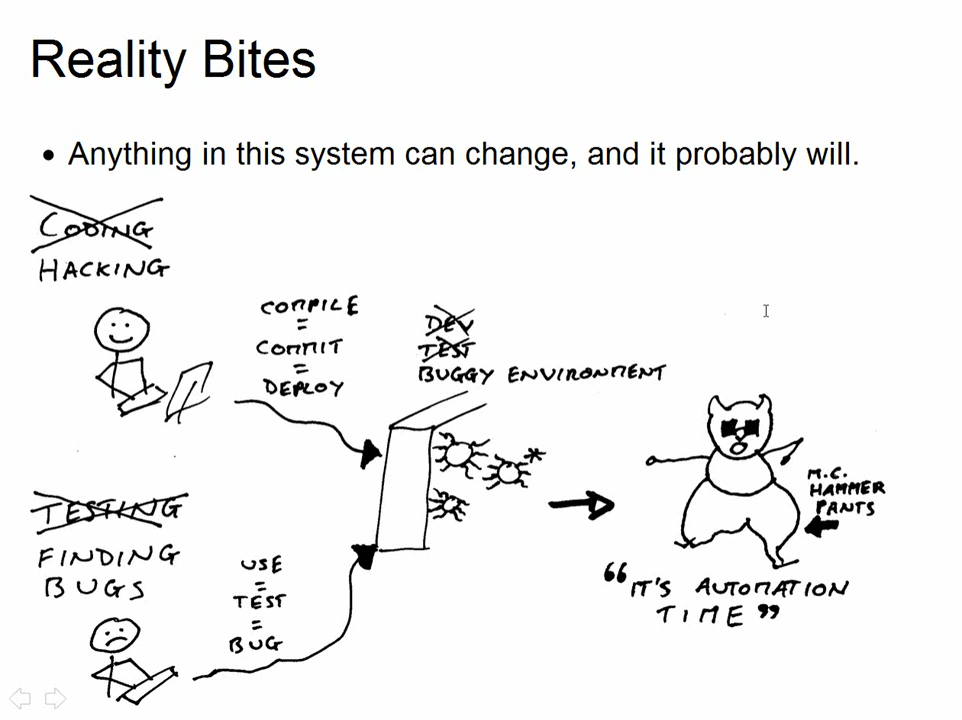 Reality Bites
• Anything in this system can change, and it probably will.
CODING
HACKING
COMPILE
=
COMMIT
=
DEPLOY
DEV
TEST
BUGGY ENVIRONMENT
*
M.C.
HAMMER
PANTS
TESTING
FINDING
BUGS
USE
=
TEST
=
BUG
“IT'S AUTOMATION
TIME”